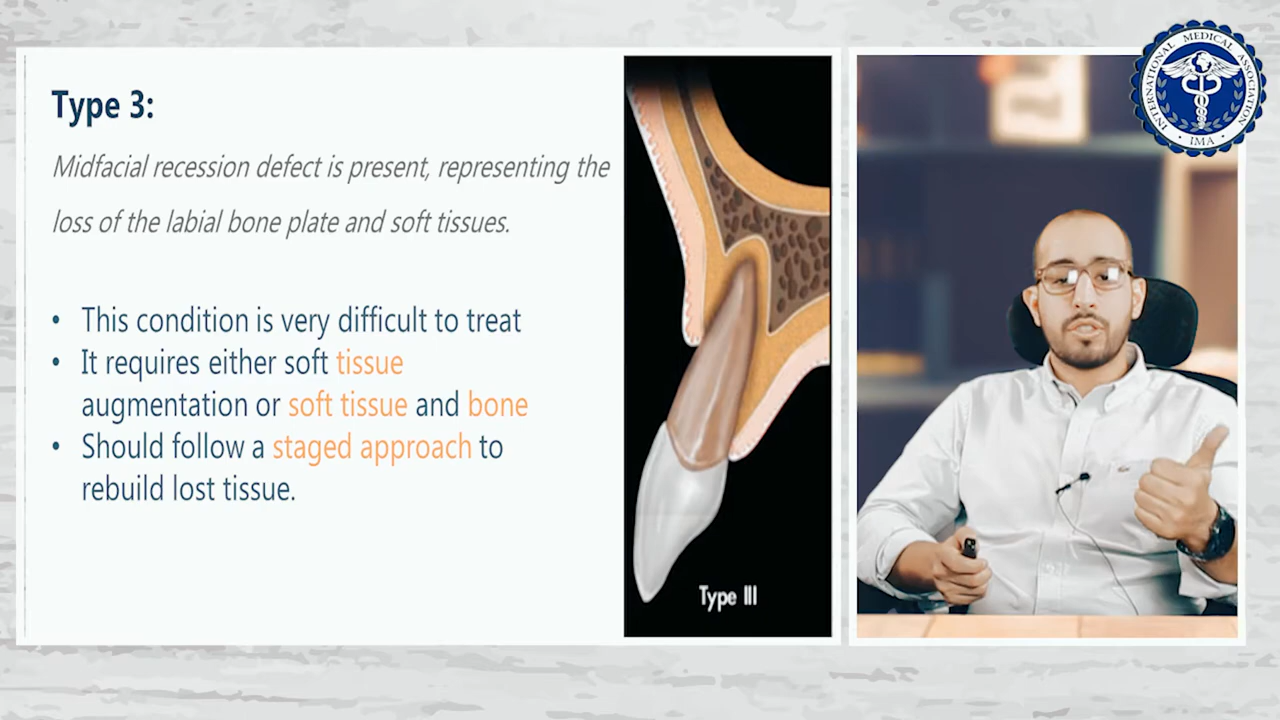 Type 3:
Midfacial recession defect is present, representing the
loss of the labial bone plate and soft tissues.
• This condition is very difficult to treat
• It requires either soft tissue
augmentation or soft tissue and bone
• Should follow a staged approach to
rebuild lost tissue.
Type III
INTERNATIONAL MEDICAL ASSOCIATION
IMA